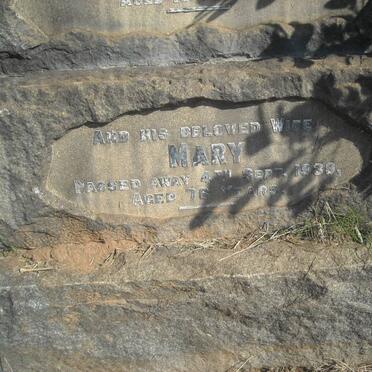 AND HIS BELOVED WIFE
MARY
PASSED AWAY 4TH SEPT. 1939.
AGED 76 YEARS.